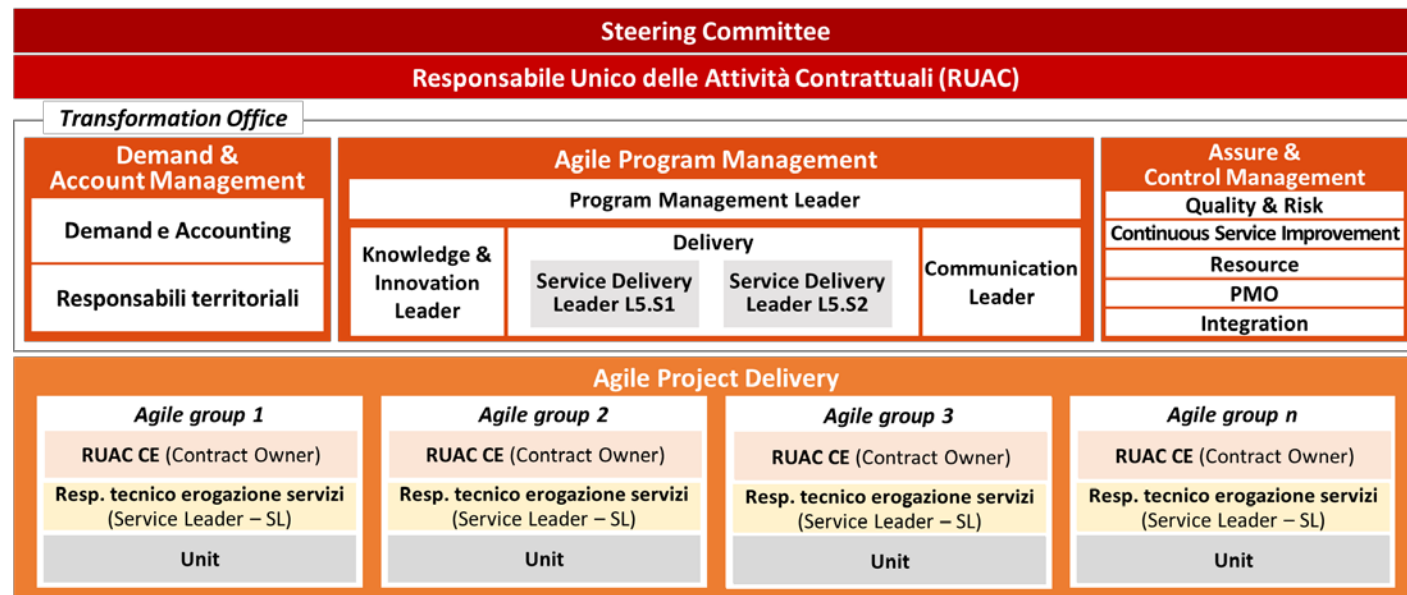 Steering Committee
Responsabile Unico delle Attività Contrattuali (RUAC)
Transformation Office
Demand &
Account Management
Demand e Accounting
Responsabili territoriali
Agile Program Management
Program Management Leader
Knowledge &
Innovation
Leader
Delivery
Service Delivery
Leader L5.S1
Service Delivery
Leader L5.S2
Communication
Leader
Assure &
Control Management
Quality & Risk
Continuous Service Improvement
Resource
PMO
Integration
Agile Project Delivery
Agile group 1
RUAC CE (Contract Owner)
Resp. tecnico erogazione servizi
(Service Leader – SL)
Unit
Agile group 2
RUAC CE (Contract Owner)
Resp. tecnico erogazione servizi
(Service Leader – SL)
Unit
Agile group 3
RUAC CE (Contract Owner)
Resp. tecnico erogazione servizi
(Service Leader – SL)
Unit
Agile group n
RUAC CE (Contract Owner)
Resp. tecnico erogazione servizi
(Service Leader – SL)
Unit